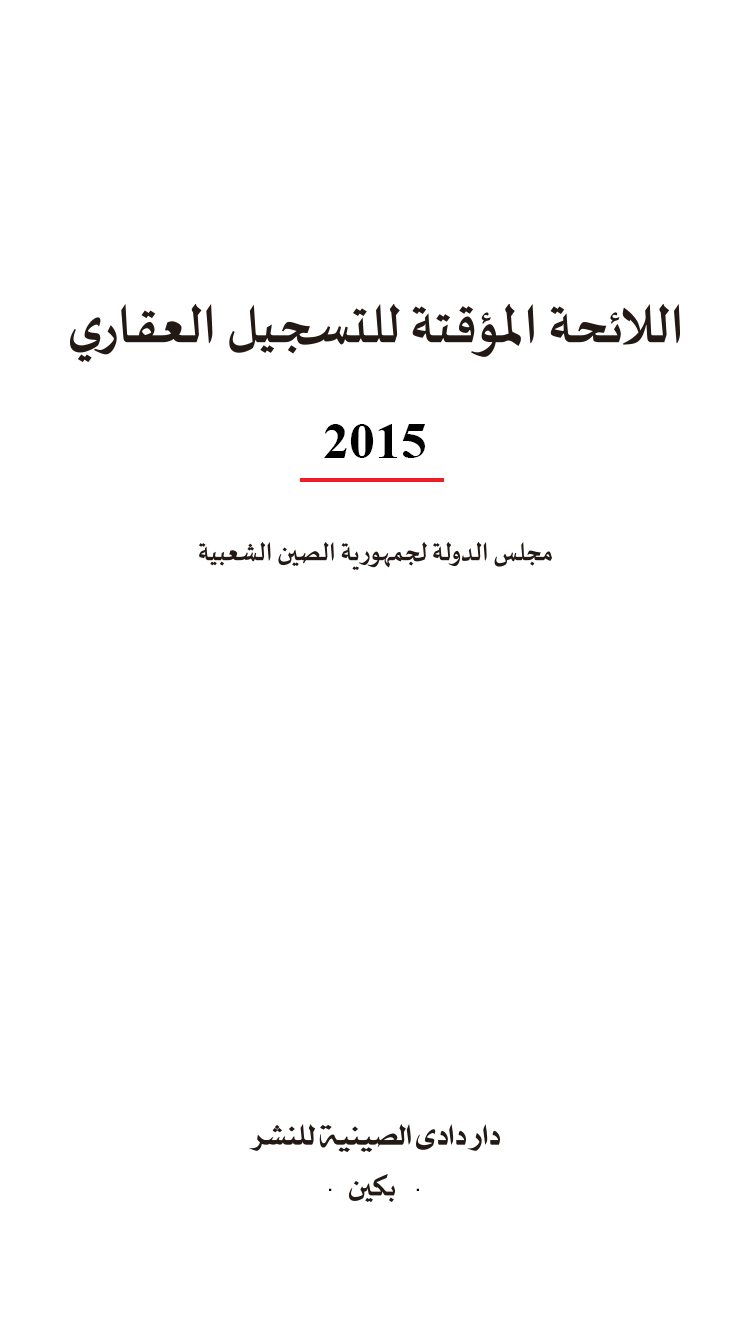 اللائحة المؤقتة للتسجيل العقاري
2015
مجلس الدولة لجمهورية الصين الشعبية
دار دادى الصينية للنشر
· بكين ·